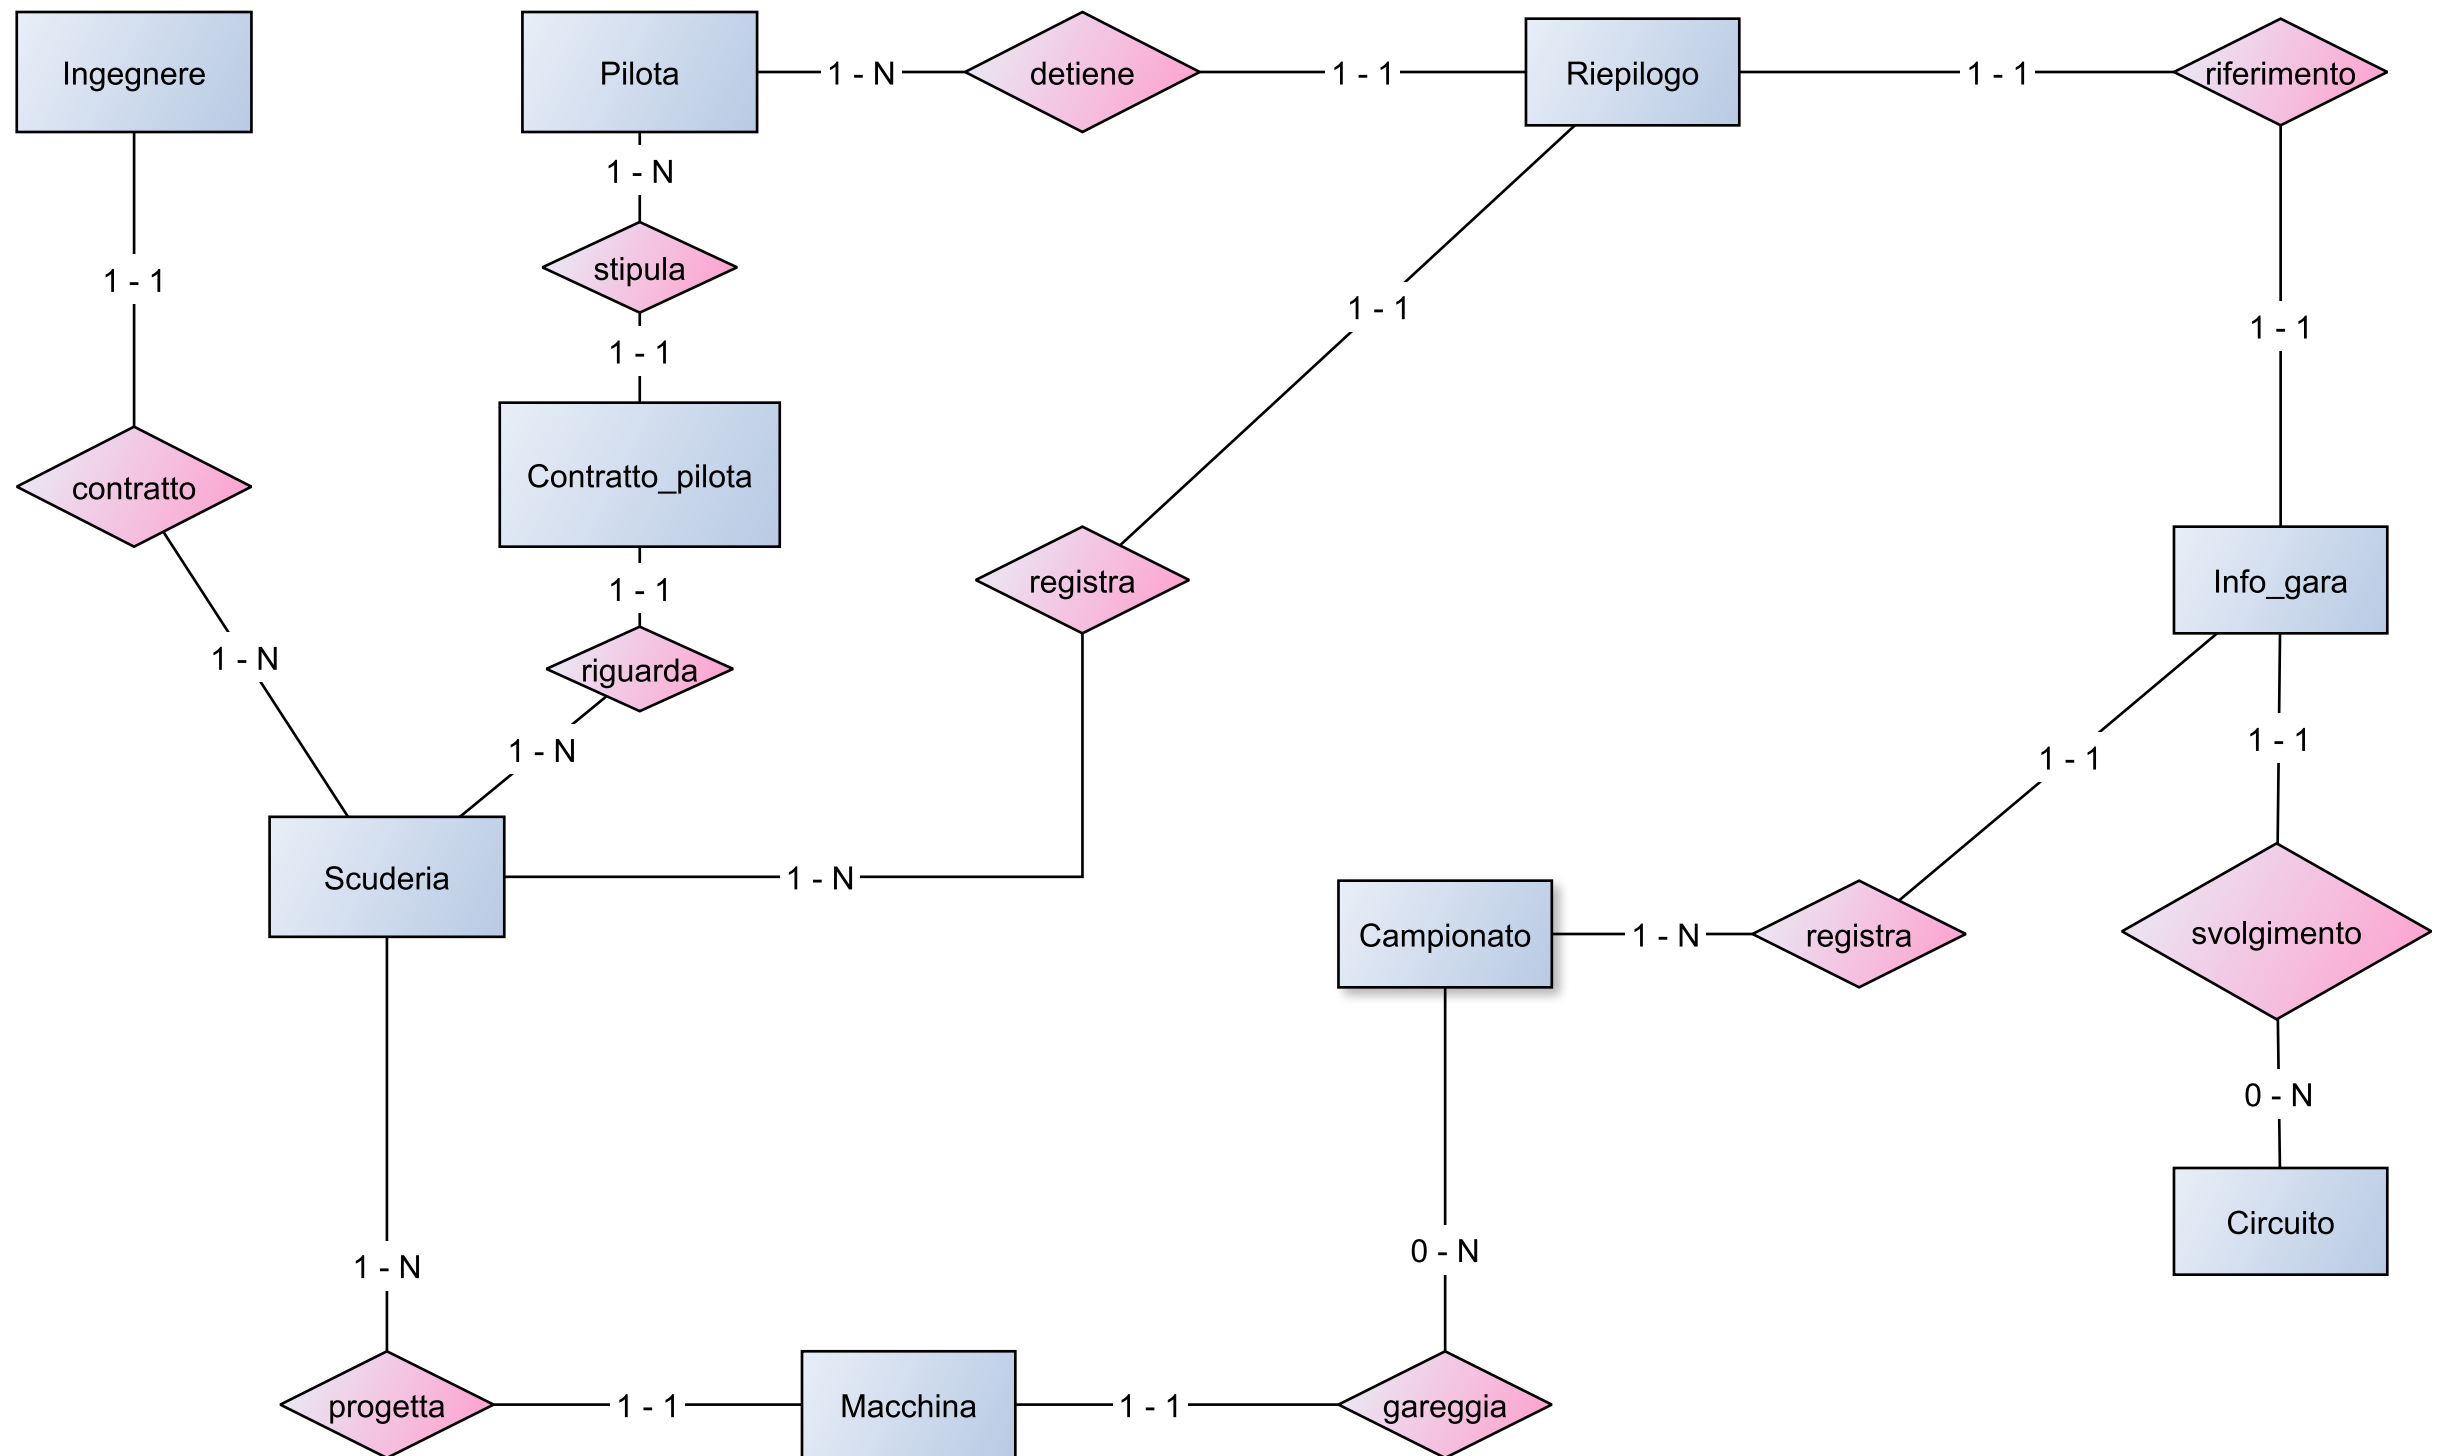 Ingegnere
Pilota
1 - N
detiene
1 - 1
Riepilogo
1 - 1
riferimento
1 - N
stipula
1 - 1
1 - 1
1 - 1
1 - 1
Contratto_pilota
contratto
1 - 1
registra
Info_gara
1 - N
riguarda
1 - N
1 - 1
1 - 1
Scuderia
1 - N
Campionato
1 - N
registra
svolgimento
0 - N
Circuito
1 - N
0 - N
progetta
1 - 1
Macchina
1 - 1
gareggia